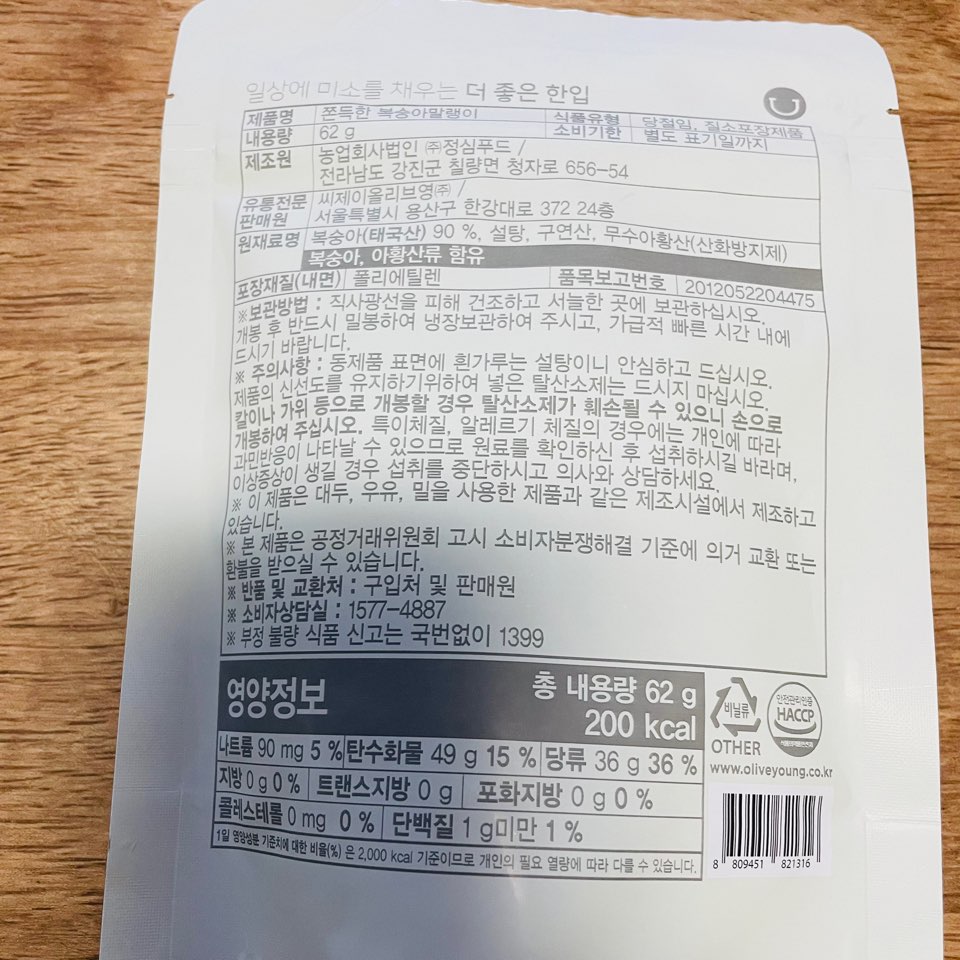 일상에 미소를 채우는 더 좋은 한입
제품명 쫀득한 복숭아말랭이 식품유형 당절임, 질소포장제품
내용량 62 g 소비기한 별도 표기일까지
제조원 농업회사법인 ㈜정심푸드 /
전라남도 강진군 칠량면 청자로 656-54
유통전문
판매원
씨제이올리브영㈜ /
서울특별시 용산구 한강대로 372 24층
원재료명 복숭아(태국산) 90 %, 설탕, 구연산, 무수아황산(산화방지제)
복숭아, 아황산류 함유
포장재질(내면) 폴리에틸렌 품목보고번호 2012052204475
※보관방법 : 직사광선을 피해 건조하고 서늘한 곳에 보관하십시오.
개봉 후 반드시 밀봉하여 냉장보관하여 주시고, 가급적 빠른 시간 내에
드시기 바랍니다.
※ 주의사항 : 동제품 표면에 흰가루는 설탕이니 안심하고 드십시오.
제품의 신선도를 유지하기위하여 넣은 탈산소제는 드시지 마십시오.
칼이나 가위 등으로 개봉할 경우 탈산소제가 훼손될 수 있으니 손으로
개봉하여 주십시오. 특이체질, 알레르기 체질의 경우에는 개인에 따라
과민반응이 나타날 수 있으므로 원료를 확인하신 후 섭취하시길 바라며,
이상증상이 생길 경우 섭취를 중단하시고 의사와 상담하세요.
※ 이 제품은 대두, 우유, 밀을 사용한 제품과 같은 제조시설에서 제조하고
있습니다.
※ 본 제품은 공정거래위원회 고시 소비자분쟁해결 기준에 의거 교환 또는
환불을 받으실 수 있습니다.
※ 반품 및 교환처 : 구입처 및 판매원
※ 소비자상담실 : 1577-4887
※ 부정 불량 식품 신고는 국번없이 1399
영양정보 총 내용량 62 g
200 kcal
나트륨 90 mg 5 % 탄수화물 49 g 15 % 당류 36 g 36 %
지방 0 g 0 % 트랜스지방 0 g 포화지방 0 g 0 %
콜레스테롤 0 mg 0 % 단백질 1 g미만 1 %
1일 영양성분 기준치에 대한 비율(%) 은 2,000 kcal 기준이므로 개인의 필요 열량에 따라 다를 수 있습니다.
비닐류
OTHER
안전관리인증
HACCP
식품의약품안전처
www.oliveyoung.co.kr
8 809451 821316